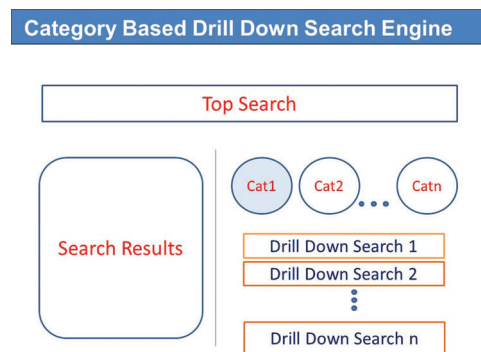 Category Based Drill Down Search Engine
Top Search
Search Results
Cat1 Cat2 Catn
Drill Down Search 1
Drill Down Search 2
Drill Down Search n